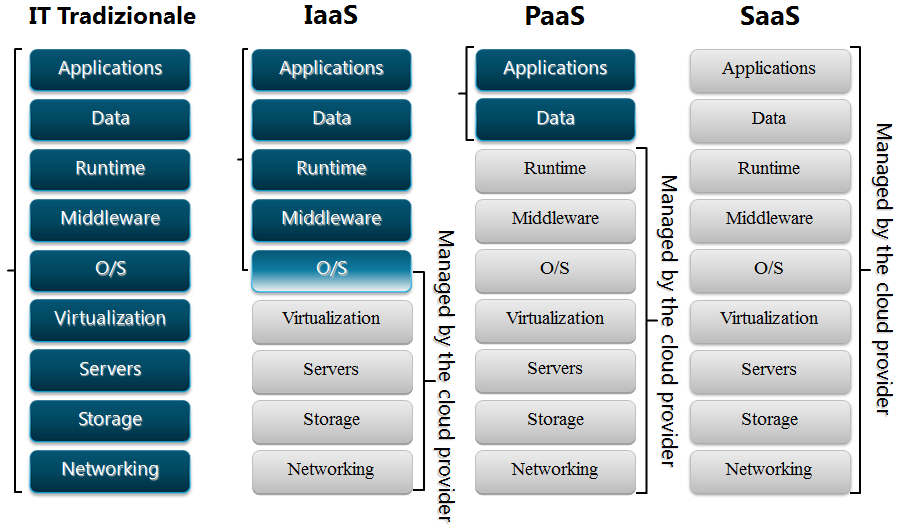 IT Tradizionale
Applications
Data
Runtime
Middleware
O/S
Virtualization
Servers
Storage
Networking
IaaS
Applications
Data
Runtime
Middleware
O/S
Virtualization
Servers
Storage
Networking
Managed by the cloud provider
PaaS
Applications
Data
Runtime
Middleware
O/S
Virtualization
Servers
Storage
Networking
Managed by the cloud provider
SaaS
Applications
Data
Runtime
Middleware
O/S
Virtualization
Servers
Storage
Networking
Managed by the cloud provider